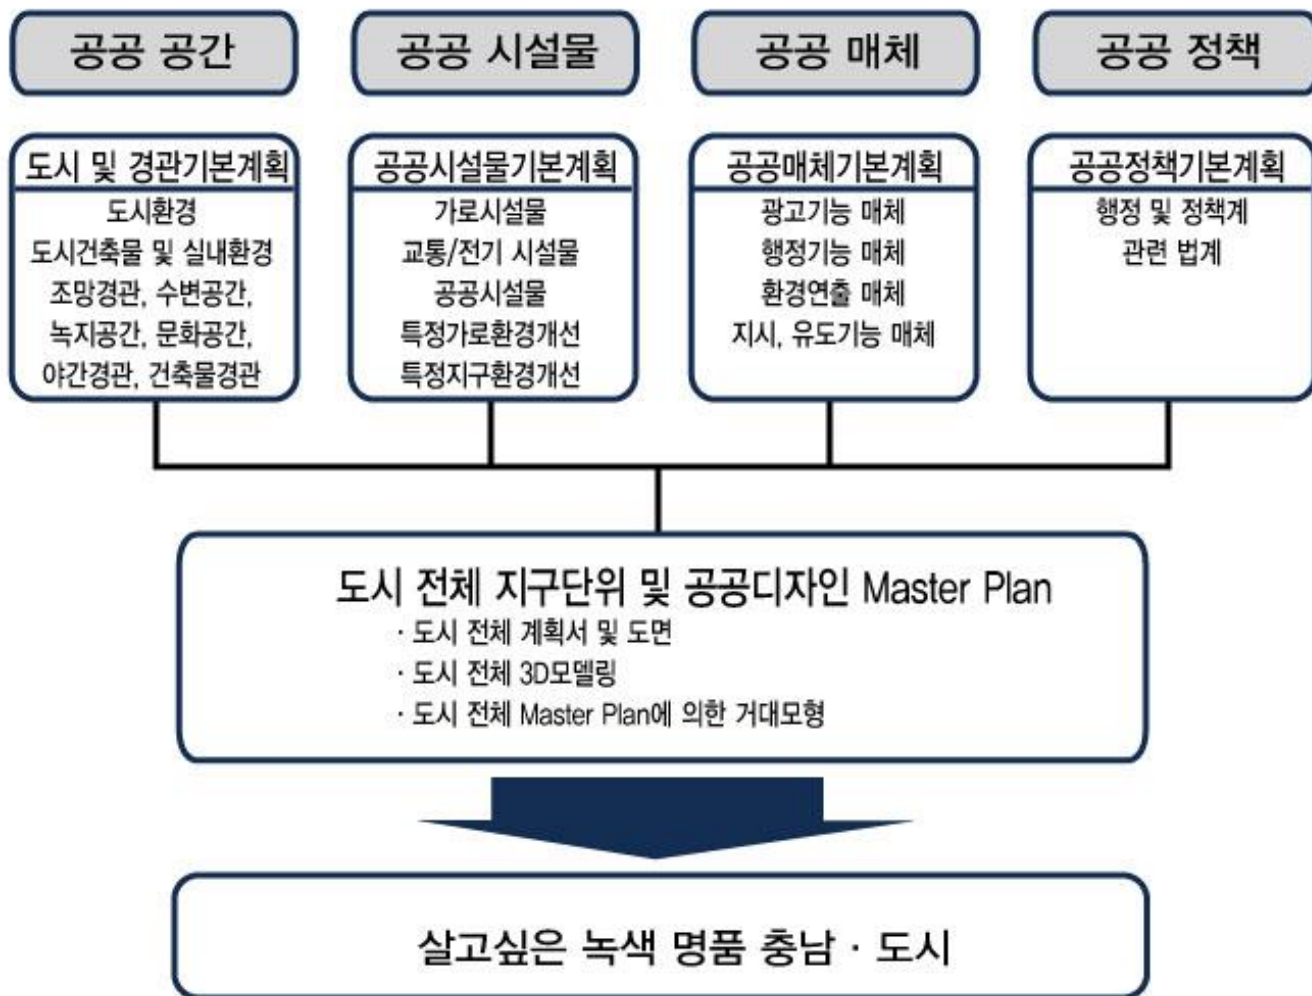 공공 공간
공공 시설물
공공 매체
공공 정책
도시 및 경관기본계획
도시환경
도시건축물 및 실내환경
조망경관, 수변공간,
녹지공간, 문화공간,
야간경관, 건축물경관
공공시설물기본계획
가로시설물
교통/전기 시설물
공공시설물
특정가로환경개선
특정지구환경개선
공공매체기본계획
광고기능 매체
행정기능 매체
환경연출 매체
지시, 유도기능 매체
공공정책기본계획
행정 및 정책계
관련 법계
도시 전체 지구단위 및 공공디자인 Master Plan
· 도시 전체 계획서 및 도면
· 도시 전체 3D모델링
· 도시 전체 Master Plan에 의한 거대모형
살고싶은 녹색 명품 충남 · 도시